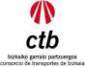 ctb
bizkaiko garraio partzuergoa
consorcio de transportes de bizkaia